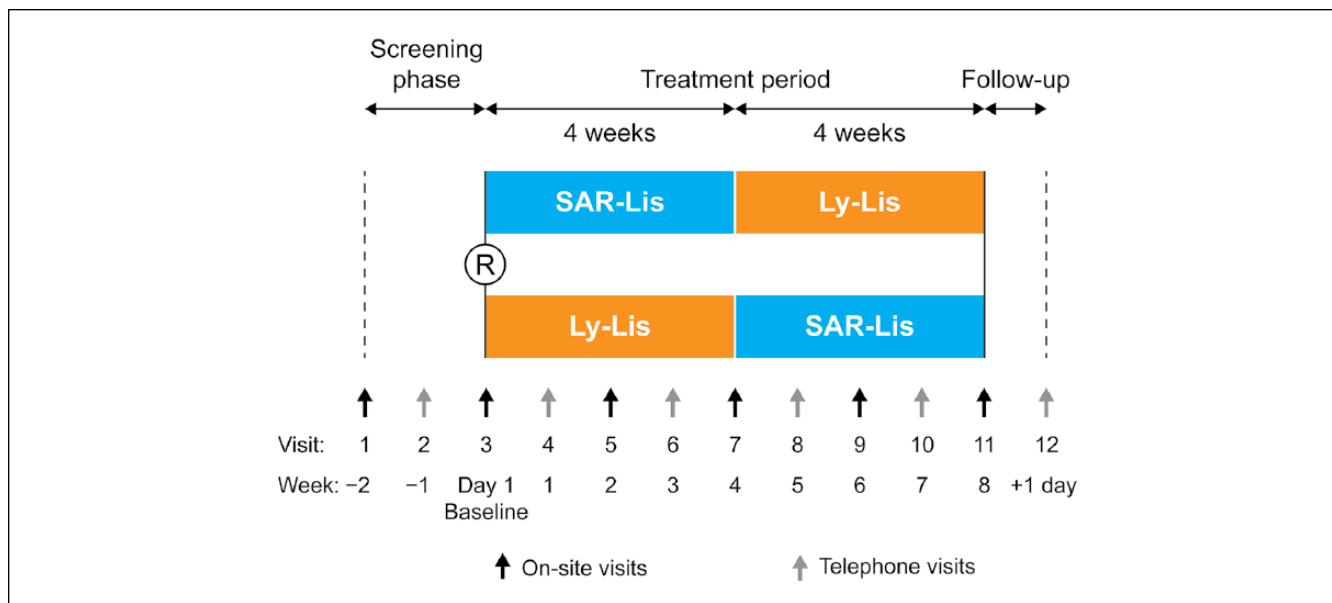 Screening
phase
Treatment period
Follow-up
4 weeks
4 weeks
SAR-Lis
Ly-Lis
R
Ly-Lis
SAR-Lis
Visit: 1 2 3 4 5 6 7 8 9 10 11 12
Week: −2 −1 Day 1 1 2 3 4 5 6 7 8 +1 day
Baseline
On-site visits
Telephone visits